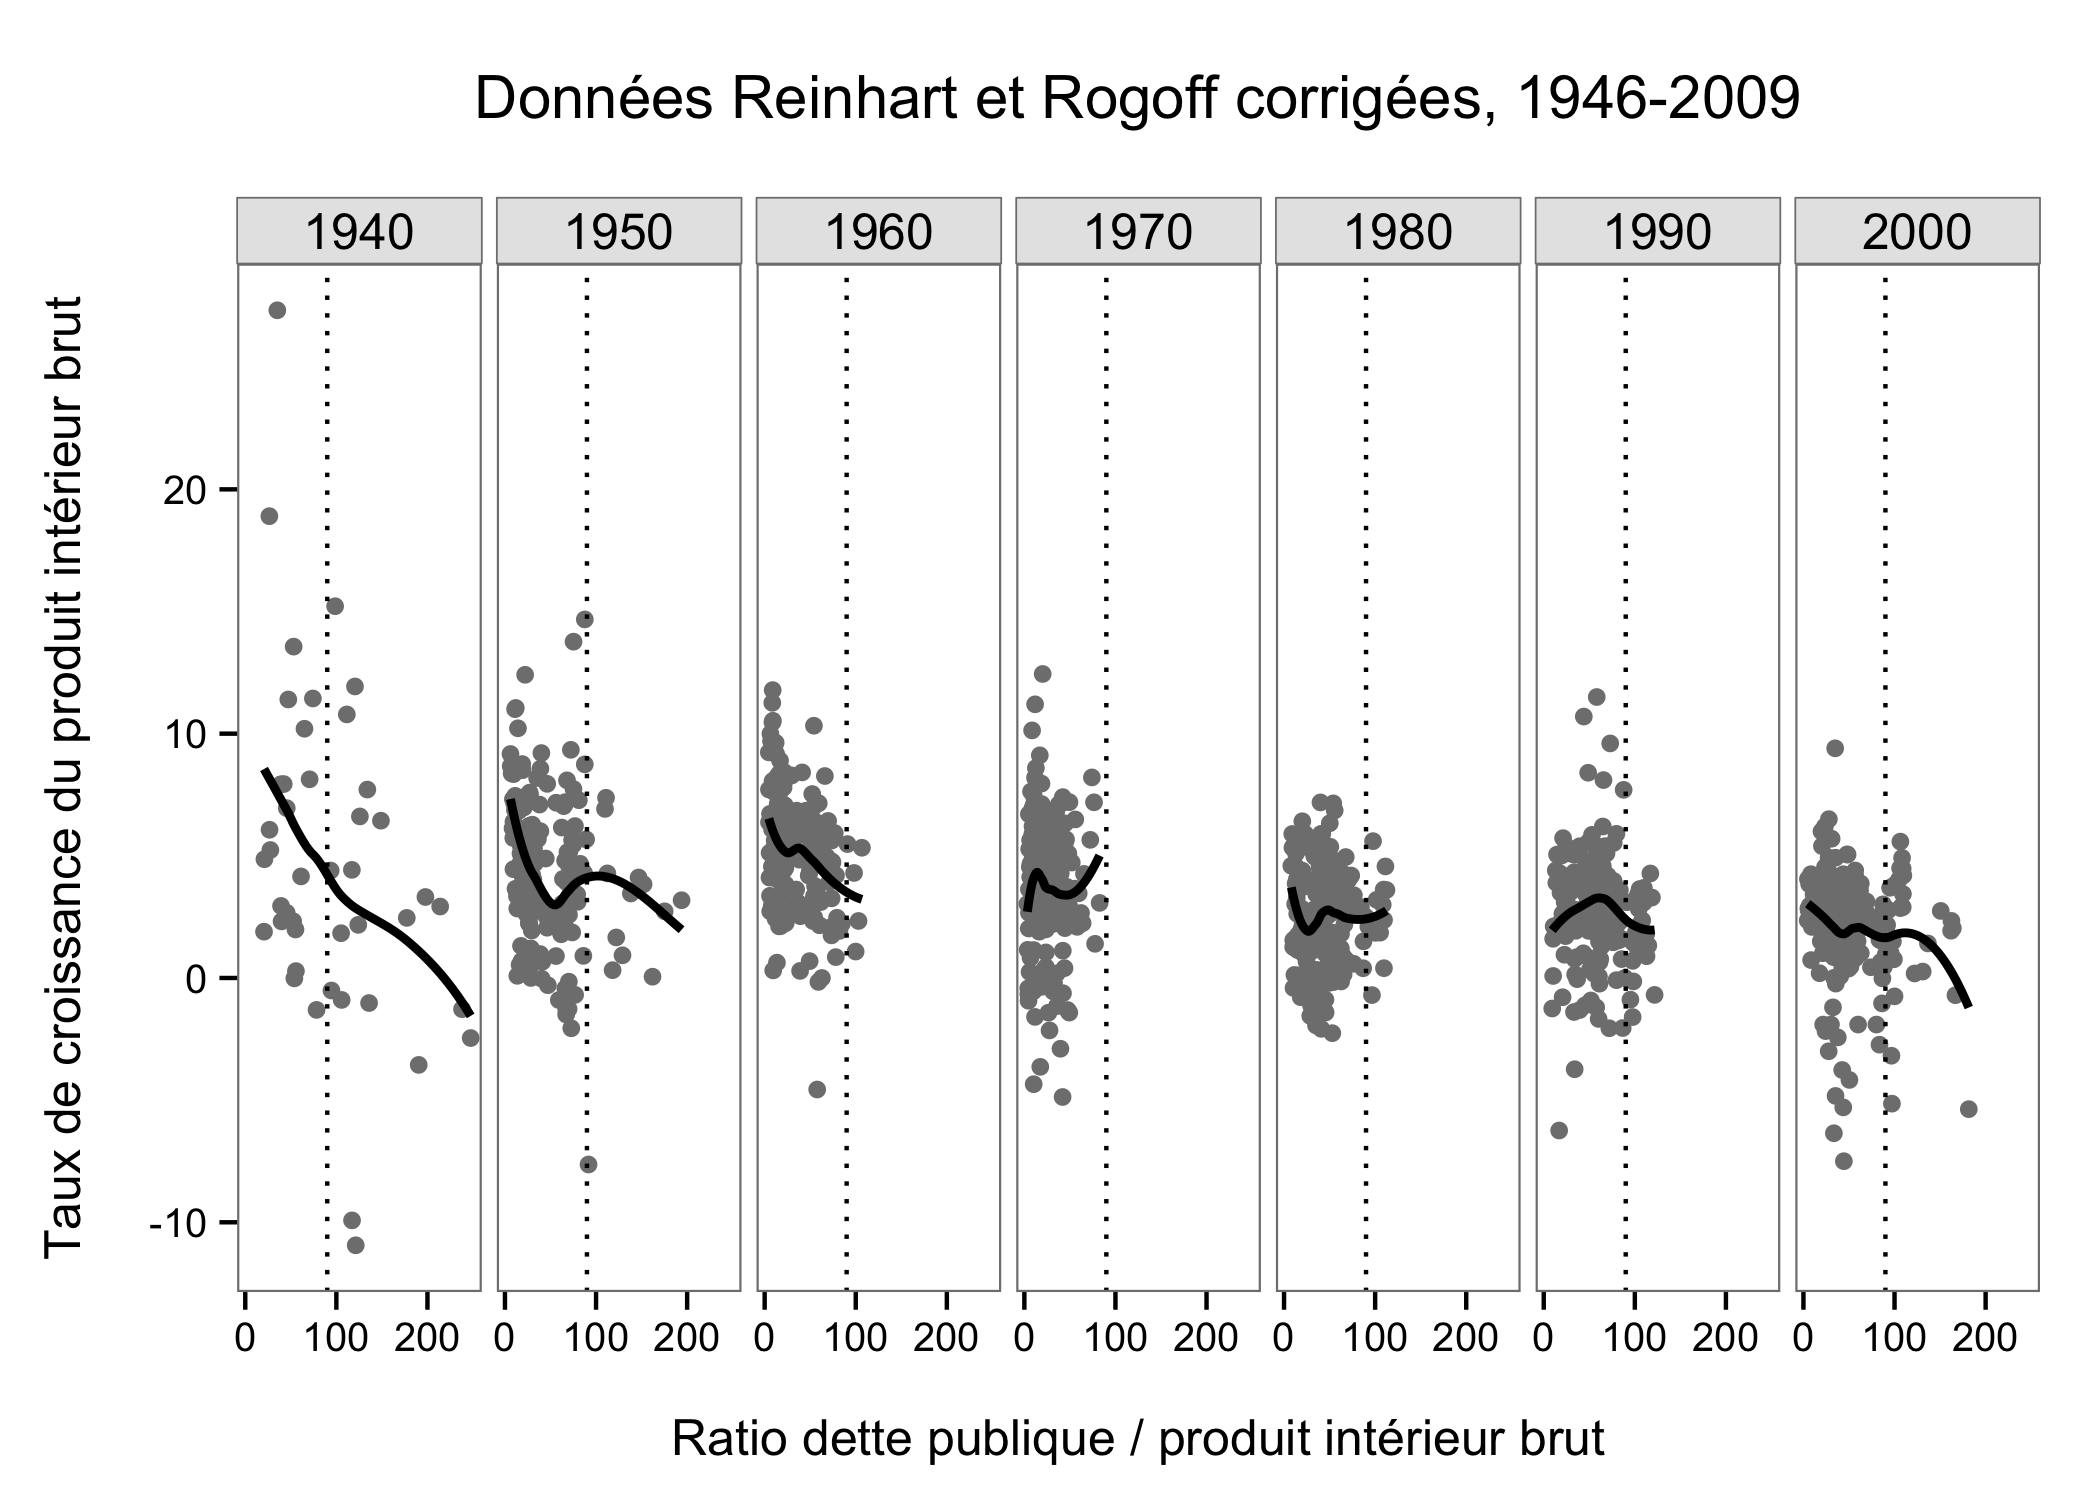 Données Reinhart et Rogoff corrigées, 1946-2009
1940 1950 1960 1970 1980 1990 2000
Taux de croissance du produit intérieur brut
20
10
0
-10
0 100 200 0 100 200 0 100 200 0 100 200 0 100 200 0 100 200 0 100 200
Ratio dette publique / produit intérieur brut